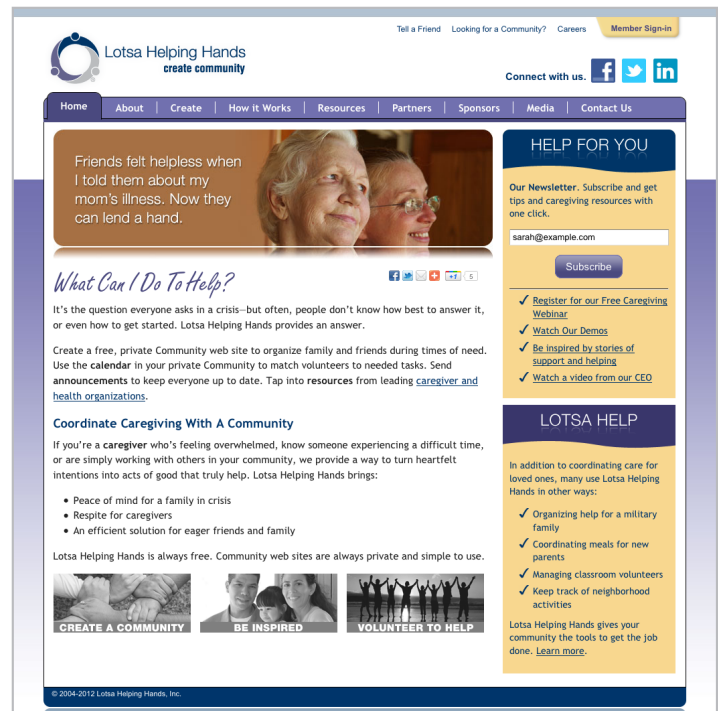 Tell a Friend Looking for a Community? Careers Member Sign-in
Lotsa Helping Hands
create community
Connect with us.
Home About Create How it Works Resources Partners Sponsors Media Contact Us
Friends felt helpless when
I told them about my
mom's illness. Now they
can lend a hand.
What Can I Do To Help?
+1 5
It's the question everyone asks in a crisis—but often, people don't know how best to answer it,
or even how to get started. Lotsa Helping Hands provides an answer.
Create a free, private Community web site to organize family and friends during times of need.
Use the calendar in your private Community to match volunteers to needed tasks. Send
announcements to keep everyone up to date. Tap into resources from leading caregiver and
health organizations.
Coordinate Caregiving With A Community
If you're a caregiver who's feeling overwhelmed, know someone experiencing a difficult time,
or are simply working with others in your community, we provide a way to turn heartfelt
intentions into acts of good that truly help. Lotsa Helping Hands brings:
• Peace of mind for a family in crisis
• Respite for caregivers
• An efficient solution for eager friends and family
Lotsa Helping Hands is always free. Community web sites are always private and simple to use.
CREATE A COMMUNITY BE INSPIRED VOLUNTEER TO HELP
HELP FOR YOU
Our Newsletter. Subscribe and get
tips and caregiving resources with
one click.
sarah@example.com
Subscribe
✓ Register for our Free Caregiving
Webinar
✓ Watch Our Demos
✓ Be inspired by stories of
support and helping
✓ Watch a video from our CEO
LOTSA HELP
In addition to coordinating care for
loved ones, many use Lotsa Helping
Hands in other ways:
✓ Organizing help for a military
family
✓ Coordinating meals for new
parents
✓ Managing classroom volunteers
✓ Keep track of neighborhood
activities
Lotsa Helping Hands gives your
community the tools to get the job
done. Learn more.
© 2004-2012 Lotsa Helping Hands, Inc.